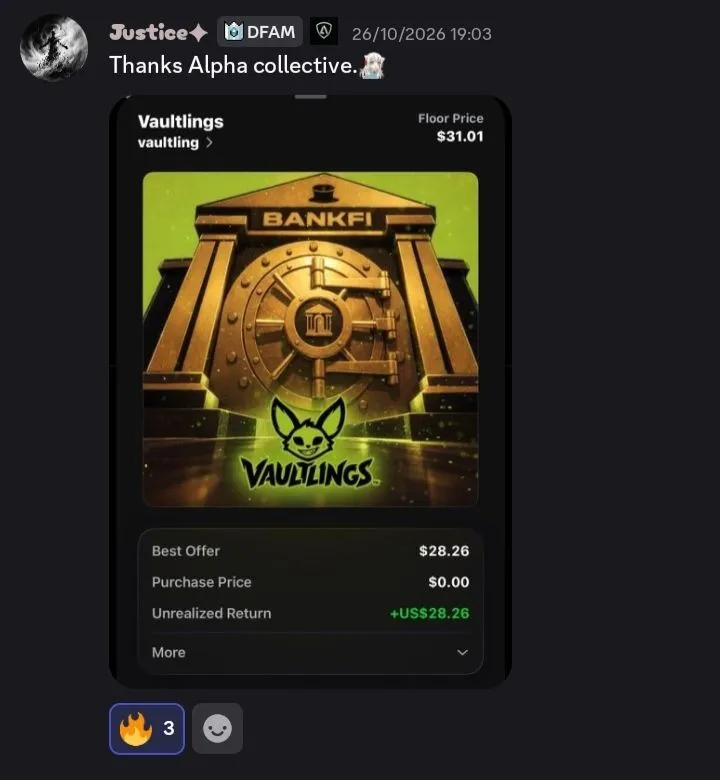 Justice✦ DFAM 26/10/2026 19:03
Thanks Alpha collective.
Vaultlings
vaultling >
Floor Price
$31.01
BANKFI
VAULTLINGS™
Best Offer $28.26
Purchase Price $0.00
Unrealized Return +US$28.26
More
🔥 3